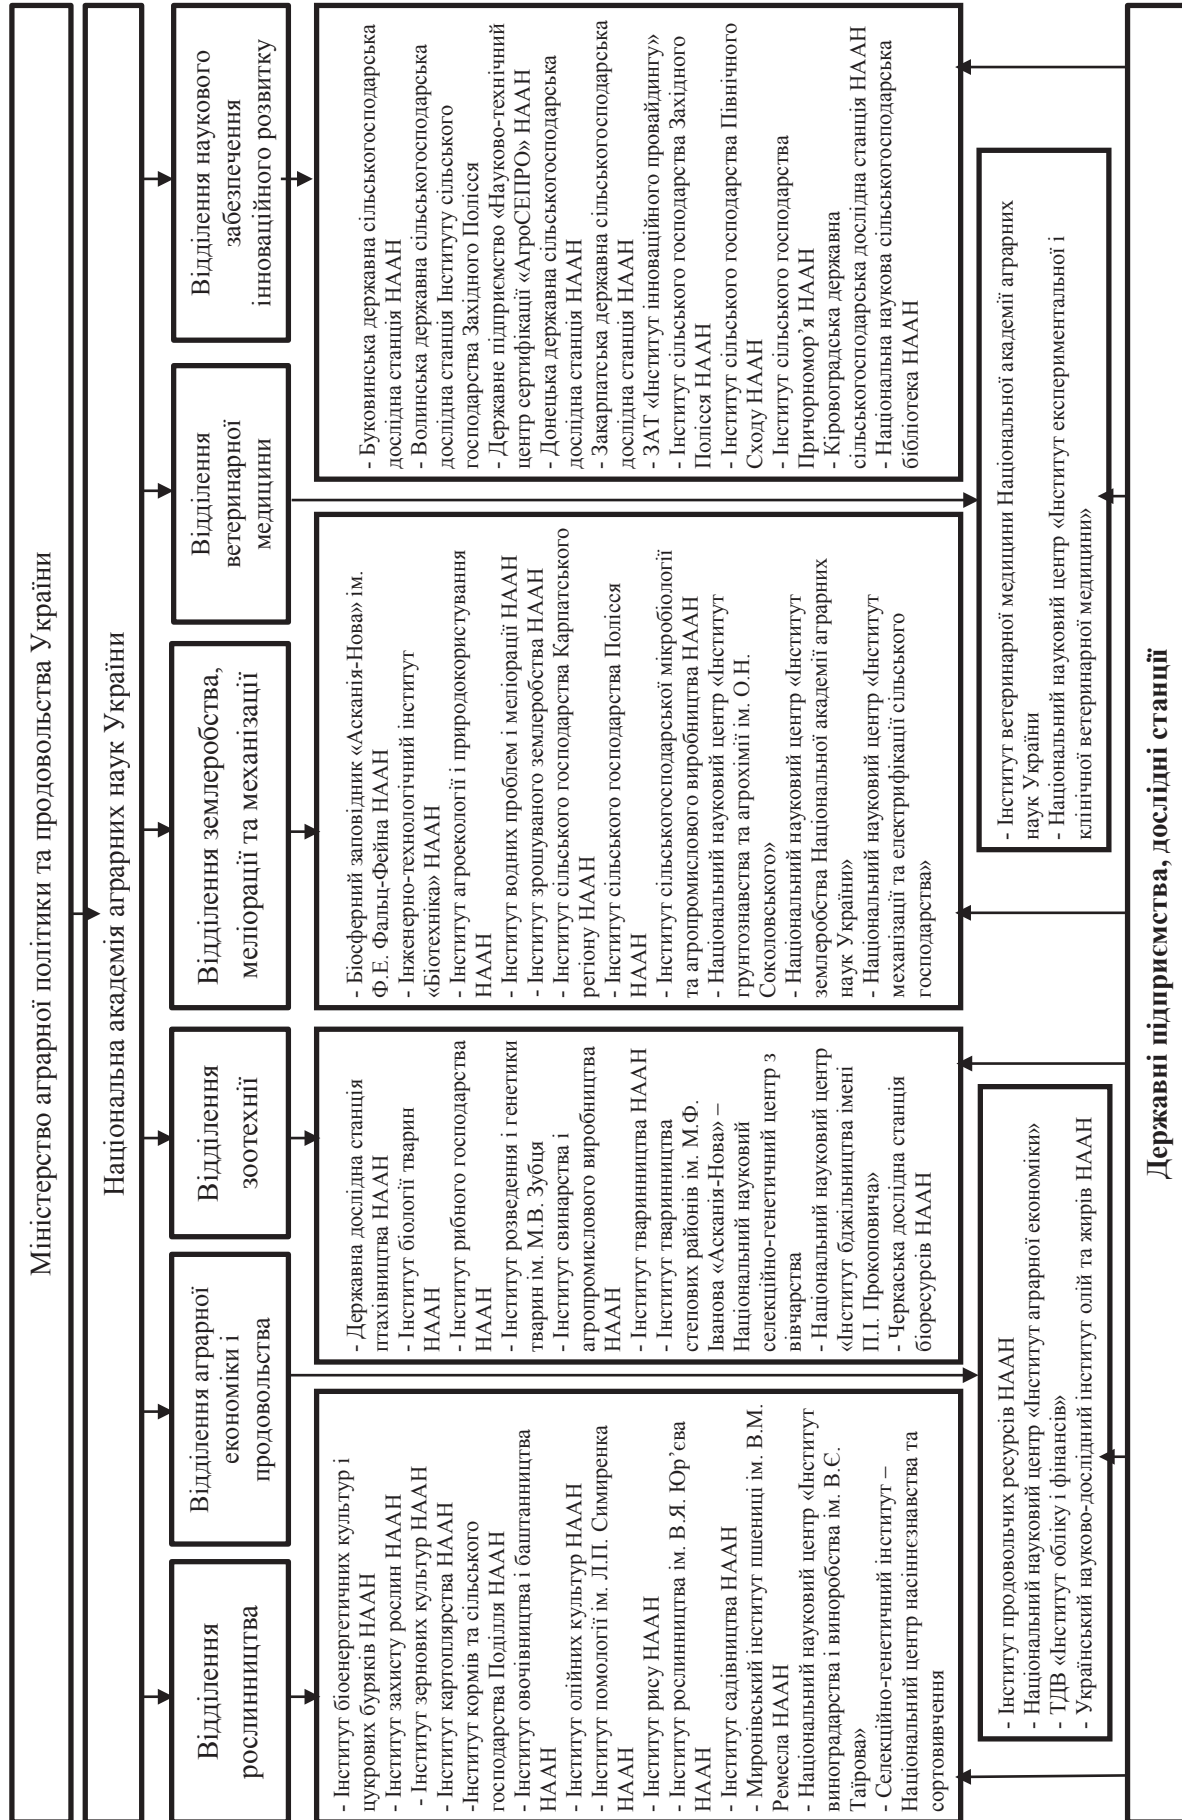 Міністерство аграрної політики та продовольства України
Національна академія аграрних наук України
Відділення
рослинництва
Відділення аграрної
економіки і
продовольства
Відділення
зоотехнії
Відділення землеробства,
меліорації та механізації
Відділення
ветеринарної
медицини
Відділення наукового
забезпечення
інноваційного розвитку
- Інститут біоенергетичних культур і
цукрових буряків НААН
- Інститут захисту рослин НААН
- Інститут зернових культур НААН
- Інститут картоплярства НААН
-Інститут кормів та сільського
господарства Поділля НААН
- Інститут овочівництва і баштанництва
НААН
- Інститут олійних культур НААН
- Інститут помології ім. Л.П. Симиренка
НААН
- Інститут рису НААН
- Інститут рослинництва ім. В.Я. Юр’єва
НААН
- Інститут садівництва НААН
- Миронівський інститут пшениці ім. В.М.
Ремесла НААН
- Національний науковий центр «Інститут
виноградарства і виноробства ім. В.Є.
Таїрова»
- Селекційно-генетичний інститут –
Національний центр насіннєзнавства та
сортовивчення
- Державна дослідна станція
птахівництва НААН
- Інститут біології тварин
НААН
- Інститут рибного господарства
НААН
- Інститут розведення і генетики
тварин ім. М.В. Зубця
- Інститут свинарства і
агропромислового виробництва
НААН
- Інститут тваринництва НААН
- Інститут тваринництва
степових районів ім. М.Ф.
Іванова «Асканія-Нова» –
Національний науковий
селекційно-генетичний центр з
вівчарства
- Національний науковий центр
«Інститут бджільництва імені
П.І. Прокоповича»
- Черкаська дослідна станція
біоресурсів НААН
- Біосферний заповідник «Асканія-Нова» ім.
Ф.Е. Фальц-Фейна НААН
- Інженерно-технологічний інститут
«Біотехніка» НААН
- Інститут агроекології і природокористування
НААН
- Інститут водних проблем і меліорації НААН
- Інститут зрошуваного землеробства НААН
- Інститут сільського господарства Карпатського
регіону НААН
- Інститут сільського господарства Полісся
НААН
- Інститут сільськогосподарської мікробіології
та агропромислового виробництва НААН
- Національний науковий центр «Інститут
грунтознавства та агрохімії ім. О.Н.
Соколовського»
- Національний науковий центр «Інститут
землеробства Національної академії аграрних
наук України»
- Національний науковий центр «Інститут
механізації та електрифікації сільського
господарства»
- Буковинська державна сільськогосподарська
дослідна станція НААН
- Волинська державна сільськогосподарська
дослідна станція Інституту сільського
господарства Західного Полісся
- Державне підприємство «Науково-технічний
центр сертифікації «АгроСЕПРО» НААН
- Донецька державна сільськогосподарська
дослідна станція НААН
- Закарпатська державна сільськогосподарська
дослідна станція НААН
- ЗАТ «Інститут інноваційного провайдингу»
- Інститут сільського господарства Західного
Полісся НААН
- Інститут сільського господарства Північного
Сходу НААН
- Інститут сільського господарства
Причорномор’я НААН
- Кіровоградська державна
сільськогосподарська дослідна станція НААН
- Національна наукова сільськогосподарська
бібліотека НААН
- Інститут продовольчих ресурсів НААН
- Національний науковий центр «Інститут аграрної економіки»
- ТДВ «Інститут обліку і фінансів»
- Український науково-дослідний інститут олій та жирів НААН
- Інститут ветеринарної медицини Національної академії аграрних
наук України
- Національний науковий центр «Інститут експериментальної і
клінічної ветеринарної медицини»
Державні підприємства, дослідні станції